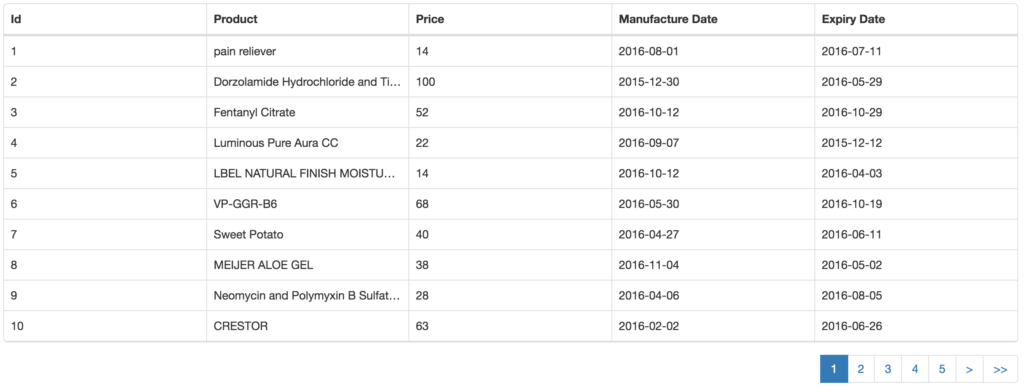 Id Product Price Manufacture Date Expiry Date
1 pain reliever 14 2016-08-01 2016-07-11
2 Dorzolamide Hydrochloride and Ti... 100 2015-12-30 2016-05-29
3 Fentanyl Citrate 52 2016-10-12 2016-10-29
4 Luminous Pure Aura CC 22 2016-09-07 2015-12-12
5 LBEL NATURAL FINISH MOISTU... 14 2016-10-12 2016-04-03
6 VP-GGR-B6 68 2016-05-30 2016-10-19
7 Sweet Potato 40 2016-04-27 2016-06-11
8 MEIJER ALOE GEL 38 2016-11-04 2016-05-02
9 Neomycin and Polymyxin B Sulfat... 28 2016-04-06 2016-08-05
10 CRESTOR 63 2016-02-02 2016-06-26
1 2 3 4 5 > >>